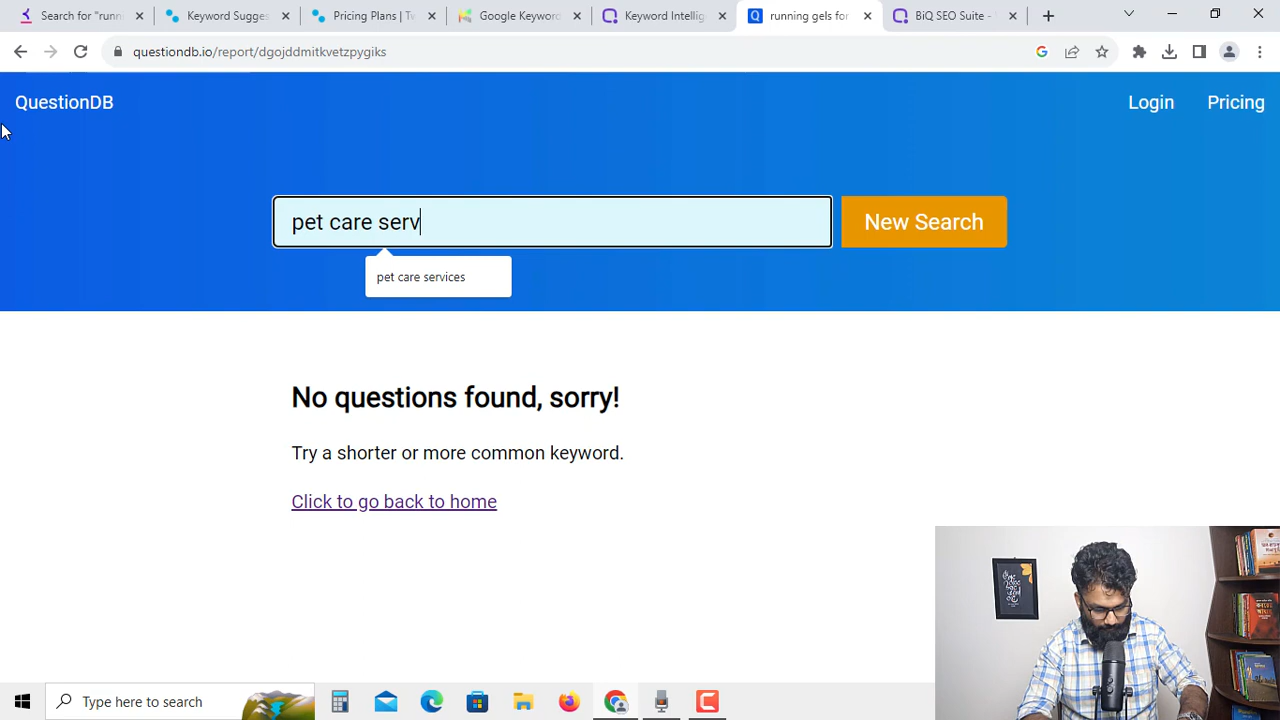 Search for "runn
Keyword Sugges
Pricing Plans | Tw
Google Keyword
Keyword Intellig
running gels for
BiQ SEO Suite -
questiondb.io/report/dgojddmitkvetzpygiks
QuestionDB
Login
Pricing
pet care serv
New Search
pet care services
No questions found, sorry!
Try a shorter or more common keyword.
Click to go back to home
Type here to search